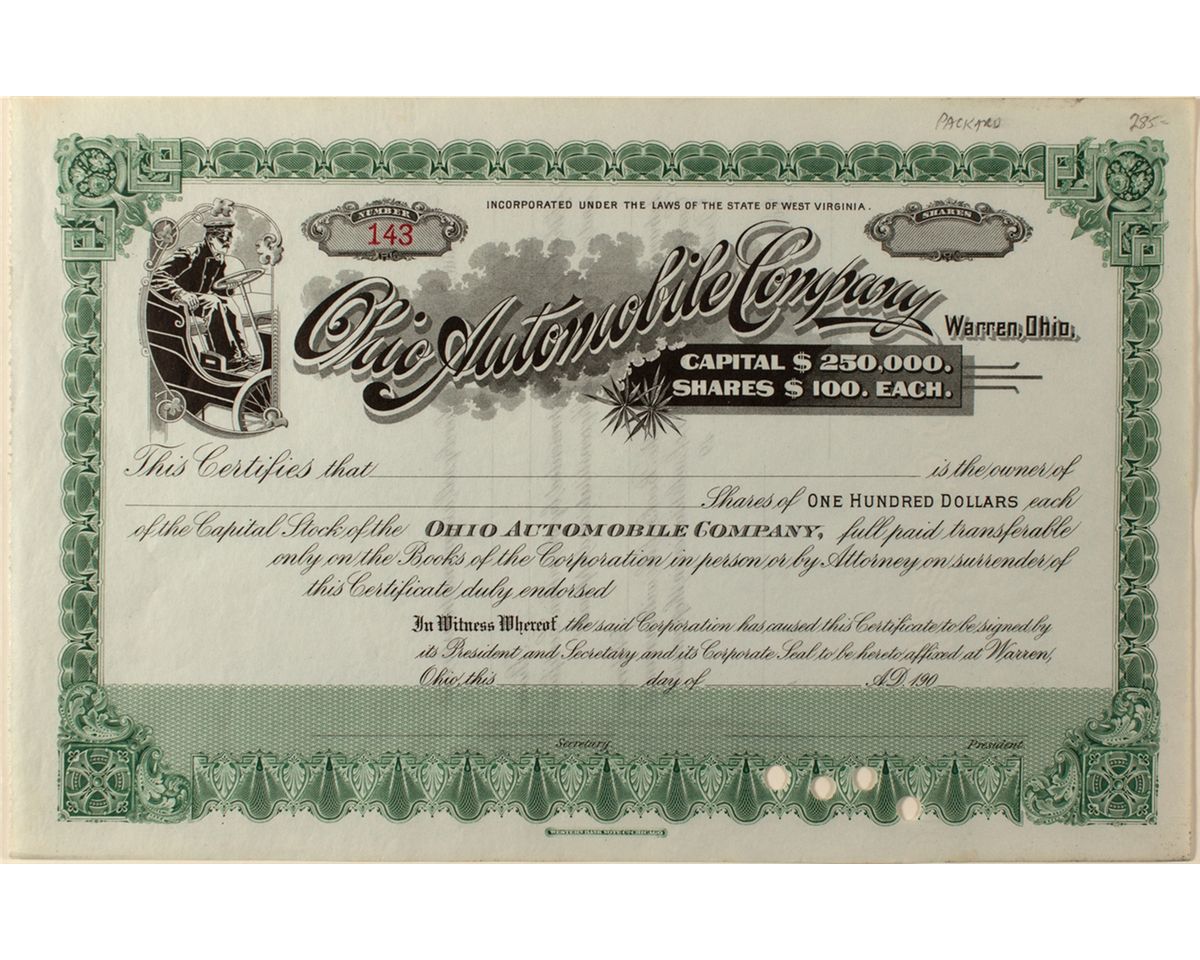 PACKARD 285-
INCORPORATED UNDER THE LAWS OF THE STATE OF WEST VIRGINIA.
NUMBER
143
SHARES
Ohio Automobile Company
Warren, Ohio.
CAPITAL $ 250,000.
SHARES $ 100. EACH.
This Certifies that is the owner of
Shares of ONE HUNDRED DOLLARS each
of the Capital Stock of the OHIO AUTOMOBILE COMPANY, full paid transferable
only on the Books of the Corporation in person or by Attorney on surrender of
this Certificate duly endorsed
In Witness Whereof the said Corporation has caused this Certificate to be signed by
its President and Secretary and its Corporate Seal to be hereto affixed at Warren,
Ohio, this day of A.D. 190
Secretary. President.
WESTERN BANK NOTE CO. CHICAGO